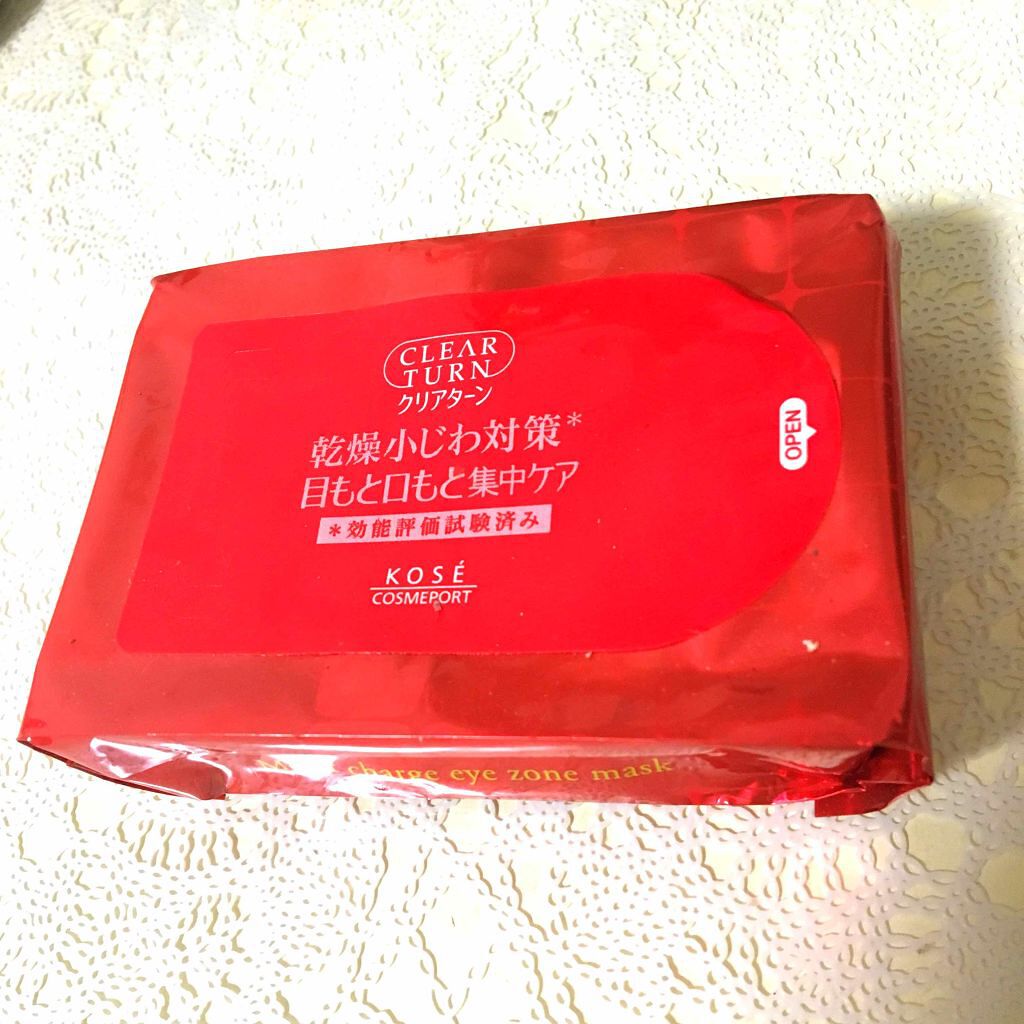 CLEAR
TURN
クリアターン
乾燥小じわ対策*
目もと口もと集中ケア
*効能評価試験済み
KOSÉ
COSMEPORT
OPEN
charge eye zone mask